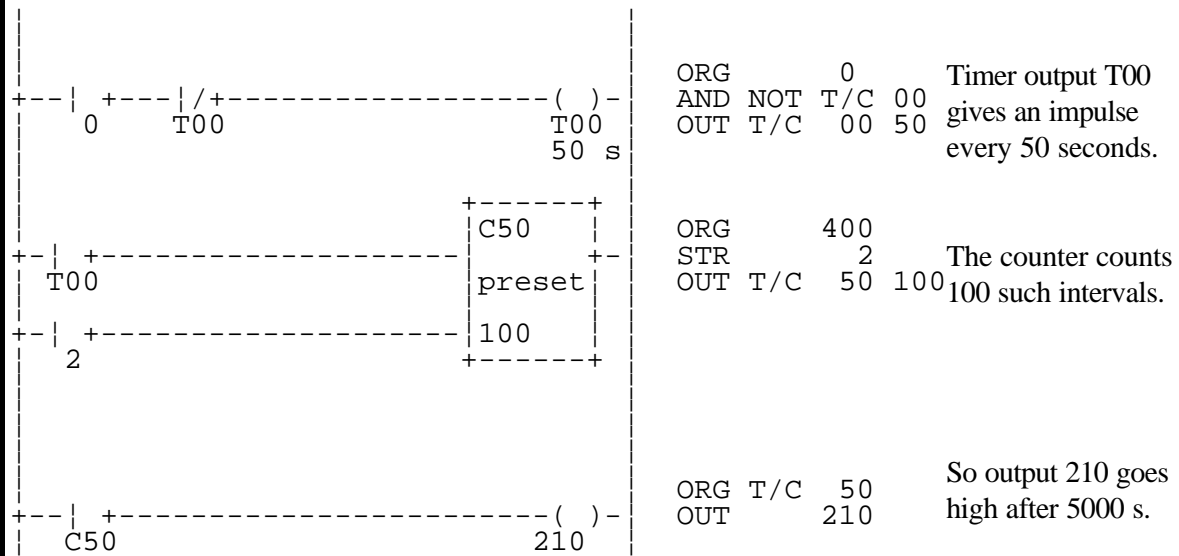 ORG 0 Timer output T00
+--¦ +---¦/+------------------( )-¦ AND NOT T/C 00 gives an impulse
0 T00 T00 OUT T/C 00 50 every 50 seconds.
50 s
+------+
C50
ORG 400
+-¦ +--------------------¦ +- STR 2 The counter counts
T00 preset OUT T/C 50 100 100 such intervals.
+-¦ +--------------------¦100
2 +------+
So output 210 goes
ORG T/C 50 high after 5000 s.
+--¦ +------------------------( )-¦ OUT 210
C50 210